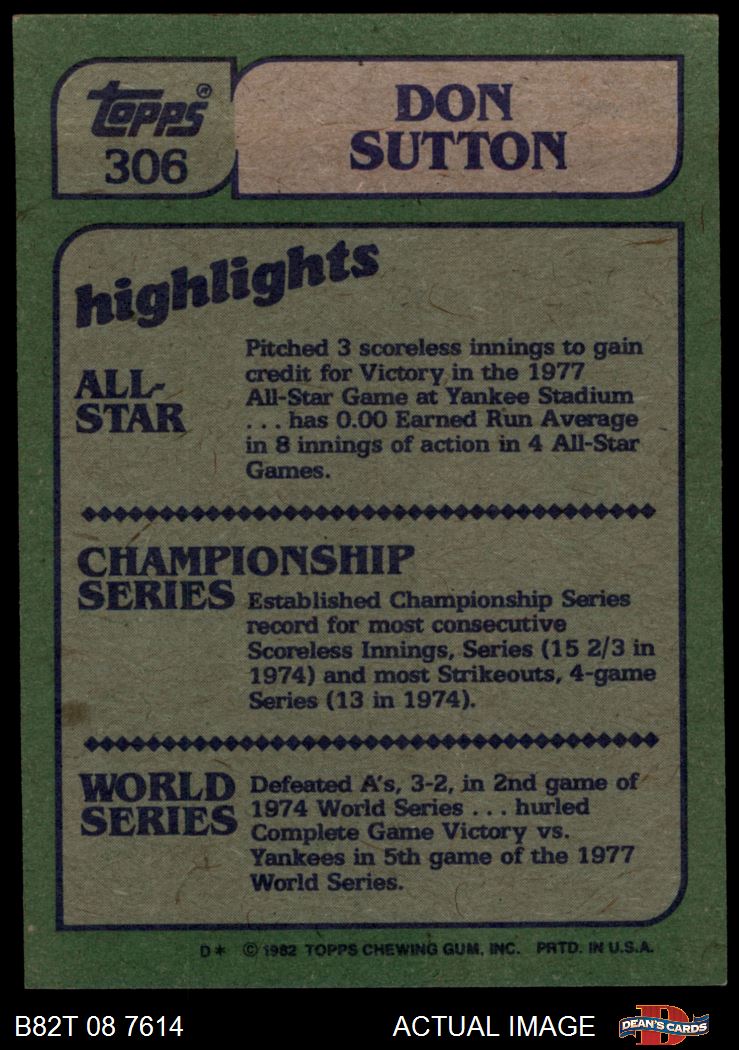 Topps®
306
DON
SUTTON
highlights
ALL-
STAR
Pitched 3 scoreless innings to gain
credit for Victory in the 1977
All-Star Game at Yankee Stadium
. . . has 0.00 Earned Run Average
in 8 innings of action in 4 All-Star
Games.
CHAMPIONSHIP
SERIES
Established Championship Series
record for most consecutive
Scoreless Innings, Series (15 2/3 in
1974) and most Strikeouts, 4-game
Series (13 in 1974).
WORLD
SERIES
Defeated A's, 3-2, in 2nd game of
1974 World Series . . . hurled
Complete Game Victory vs.
Yankees in 5th game of the 1977
World Series.
D* © 1982 TOPPS CHEWING GUM, INC. PRTD. IN U.S.A.
B82T 08 7614
ACTUAL IMAGE
D
DEAN'S CARDS